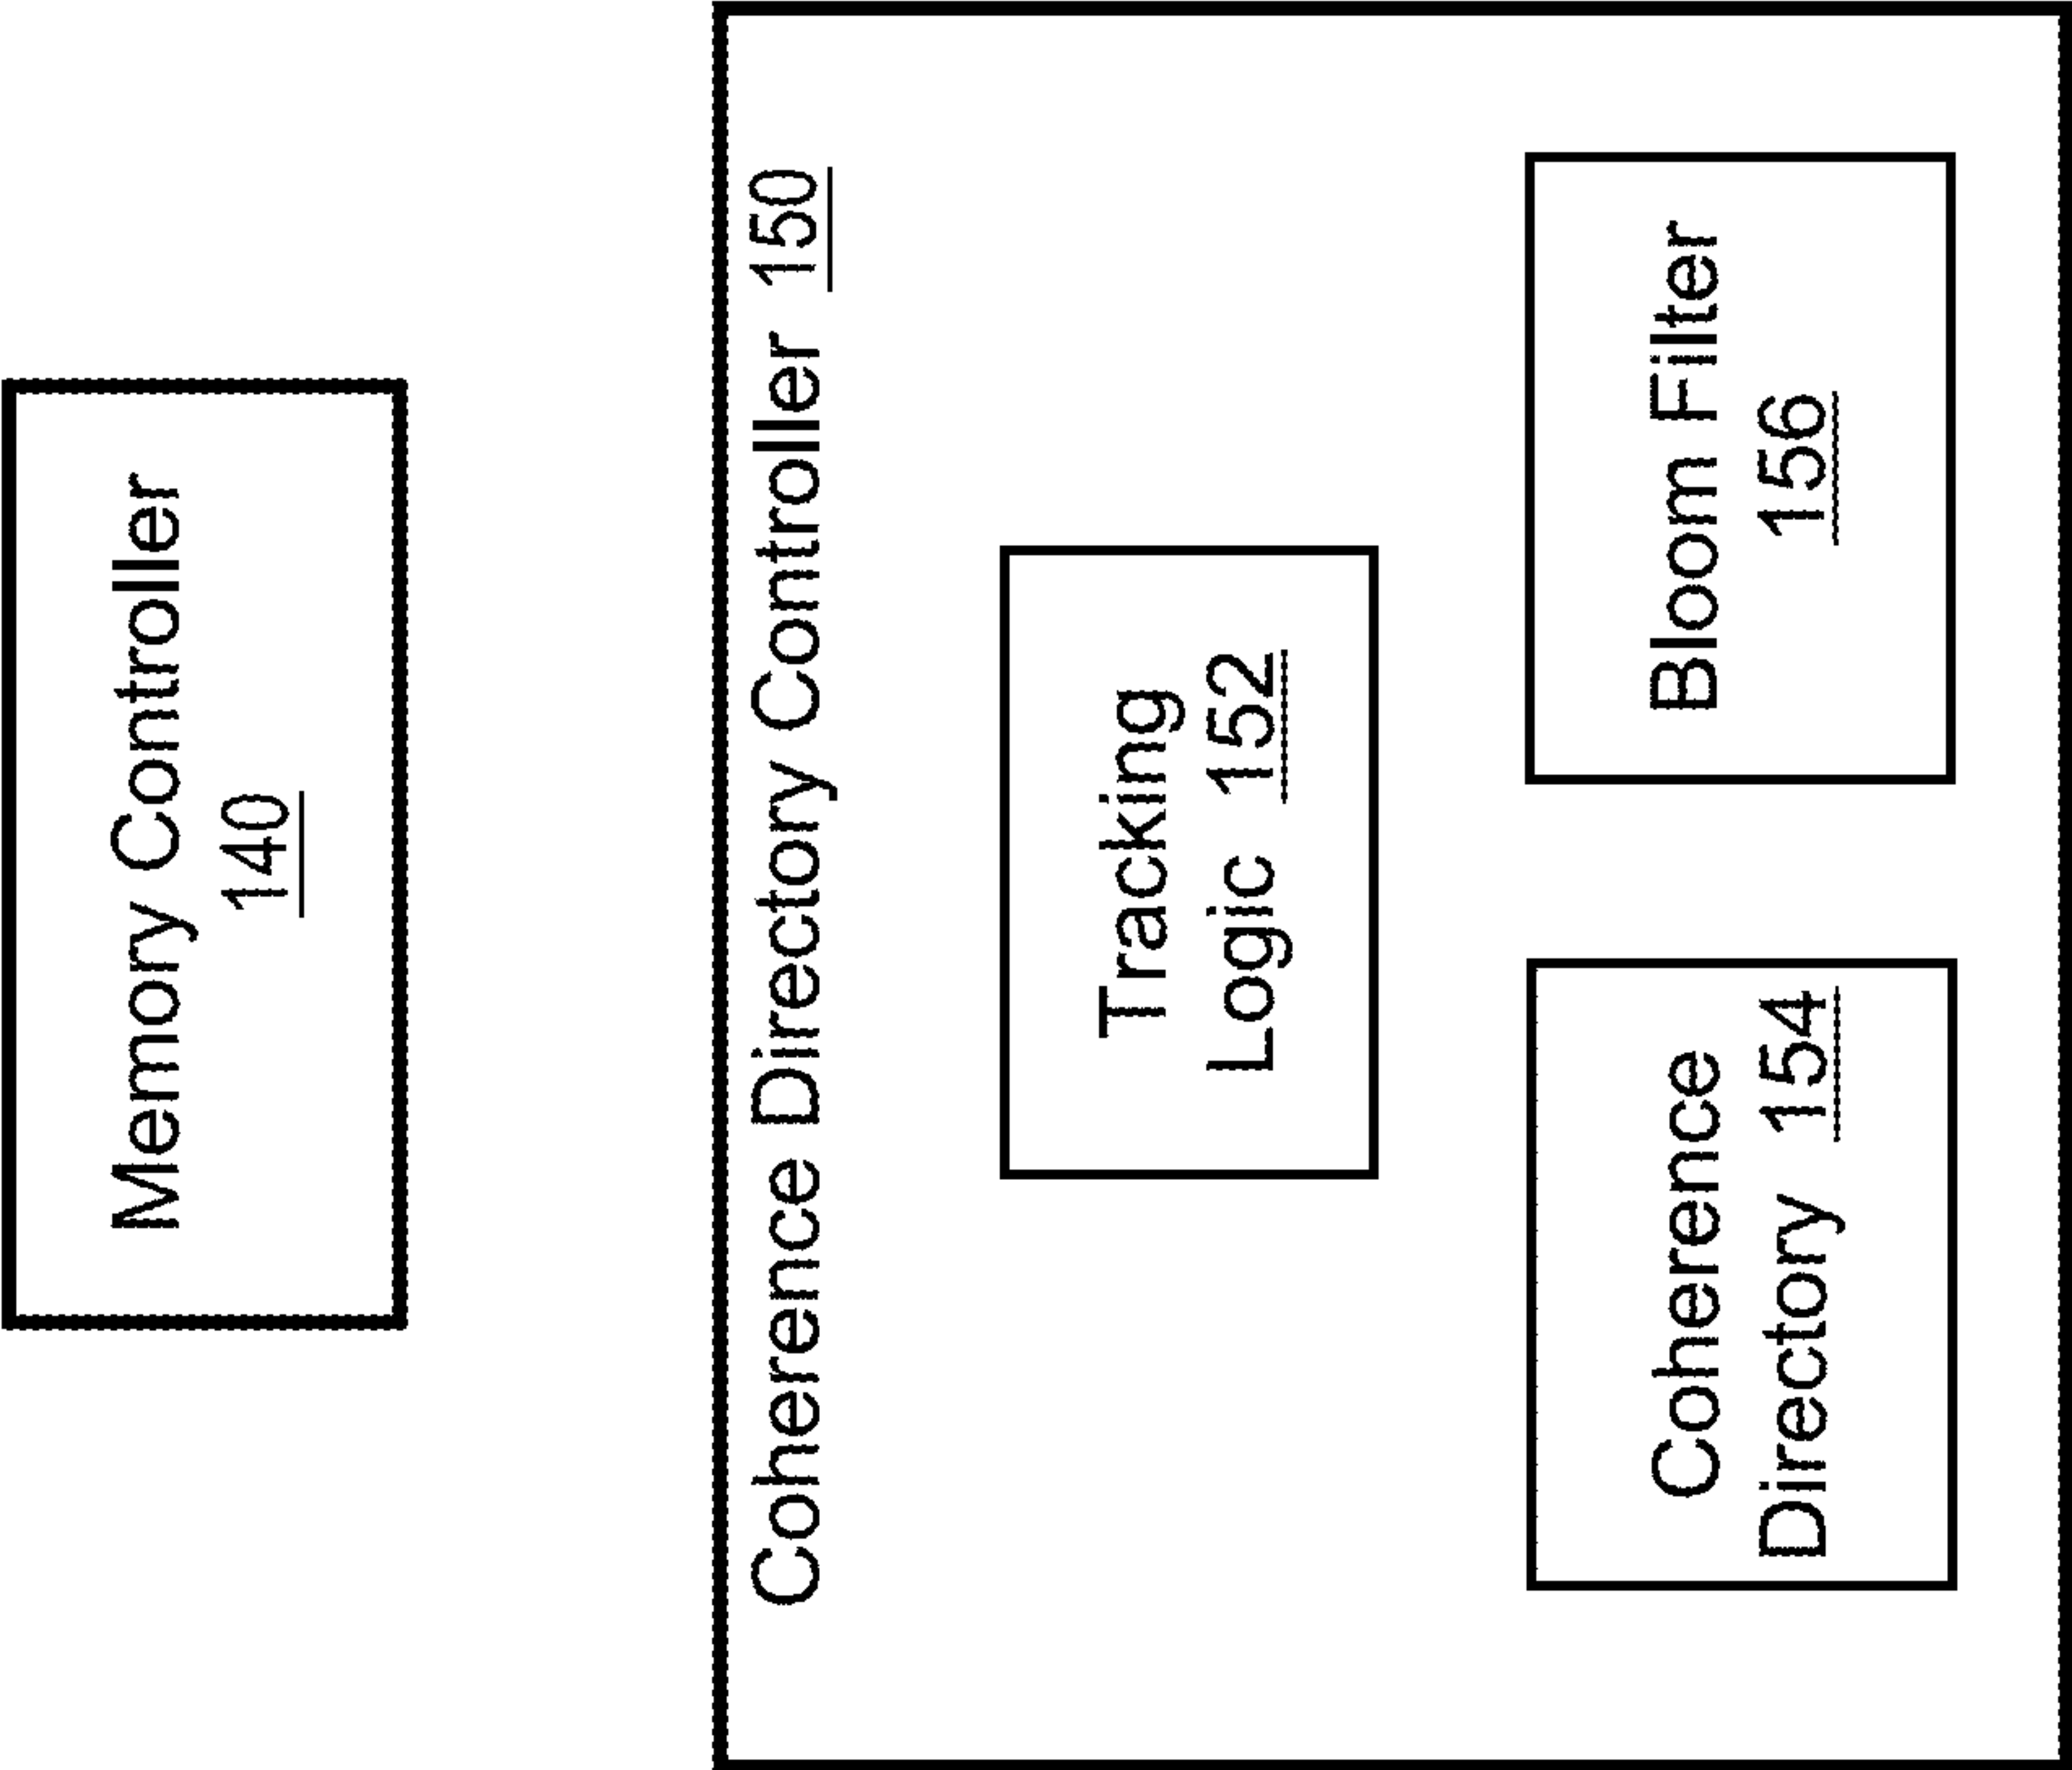 Memory Controller
140
Coherence Directory Controller 150
Tracking
Logic 152
Coherence
Directory 154
Bloom Filter
156